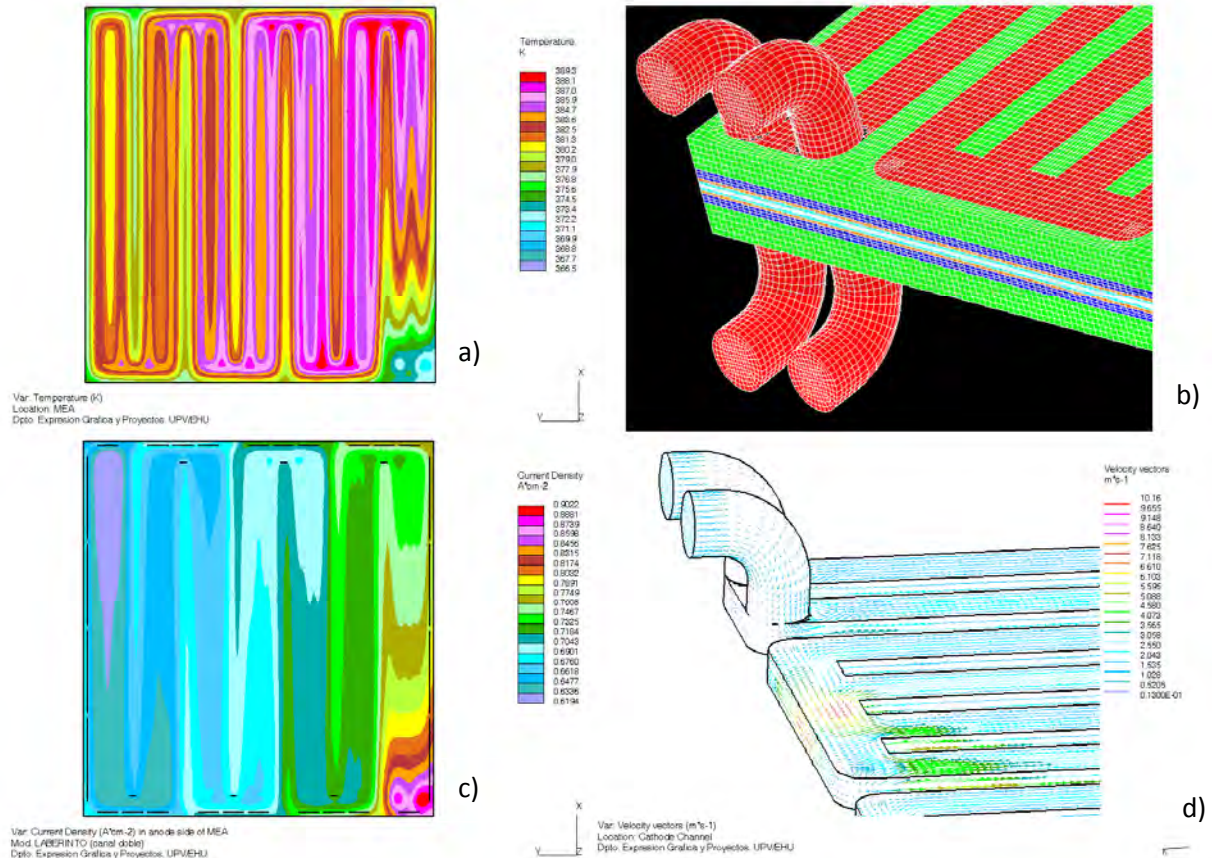 Temperature
K
389.3
388.1
387.0
385.9
384.7
383.6
382.5
381.3
380.2
379.0
377.9
376.8
375.6
374.5
373.4
372.2
371.1
369.9
368.8
367.7
366.5
a)
X
Y
Z
Var: Temperature (K)
Location: MEA
Dpto. Expresion Grafica y Proyectos. UPV/EHU
b)
Current Density
A*cm-2
0.9022
0.8881
0.8739
0.8598
0.8456
0.8315
0.8174
0.8032
0.7891
0.7749
0.7608
0.7467
0.7325
0.7184
0.7043
0.6901
0.6760
0.6618
0.6477
0.6336
0.6194
c)
X
Y
Z
Var: Current Density (A*cm-2) in anode side of MEA
Mod. LABERINTO (canal doble)
Dpto. Expresion Grafica y Proyectos. UPV/EHU
Velocity vectors
m*s-1
10.16
9.655
9.148
8.640
8.133
7.625
7.118
6.610
6.103
5.595
5.088
4.580
4.073
3.565
3.058
2.550
2.043
1.535
1.028
0.5205
0.1300E-01
d)
Var: Velocity vectors (m*s-1)
Location: Cathode Channel
Dpto. Expresion Grafica y Proyectos. UPV/EHU